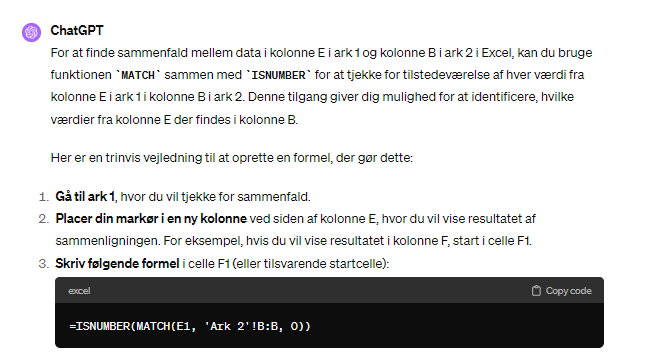 ChatGPT
For at finde sammenfald mellem data i kolonne E i ark 1 og kolonne B i ark 2 i Excel, kan du bruge
funktionen `MATCH` sammen med `ISNUMBER` for at tjekke for tilstedeværelse af hver værdi fra
kolonne E i ark 1 i kolonne B i ark 2. Denne tilgang giver dig mulighed for at identificere, hvilke
værdier fra kolonne E der findes i kolonne B.
Her er en trinvis vejledning til at oprette en formel, der gør dette:
1. Gå til ark 1, hvor du vil tjekke for sammenfald.
2. Placer din markør i en ny kolonne ved siden af kolonne E, hvor du vil vise resultatet af
sammenligningen. For eksempel, hvis du vil vise resultatet i kolonne F, start i celle F1.
3. Skriv følgende formel i celle F1 (eller tilsvarende startcelle):
excel Copy code
=ISNUMBER(MATCH(E1, 'Ark 2'!B:B, 0))